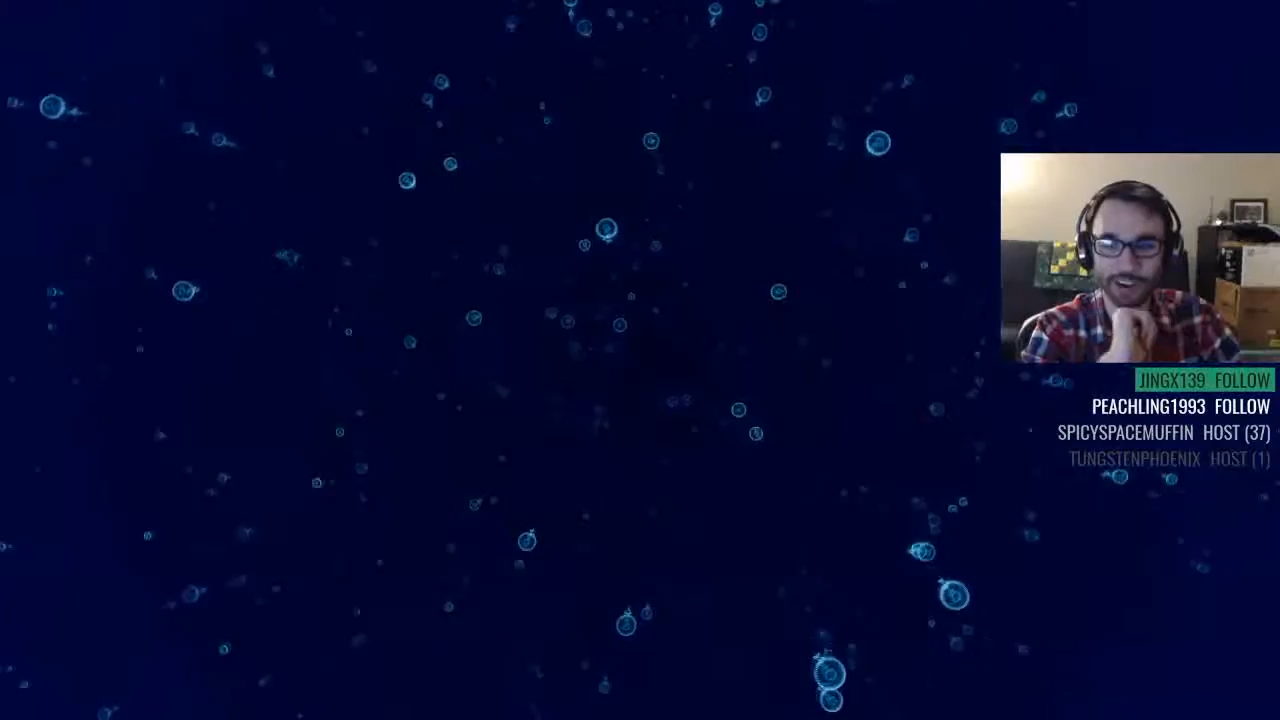 JINGX139 FOLLOW
PEACHLING1993 FOLLOW
SPICYSPACEMUFFIN HOST (37)
TUNGSTENPHOENIX HOST (1)